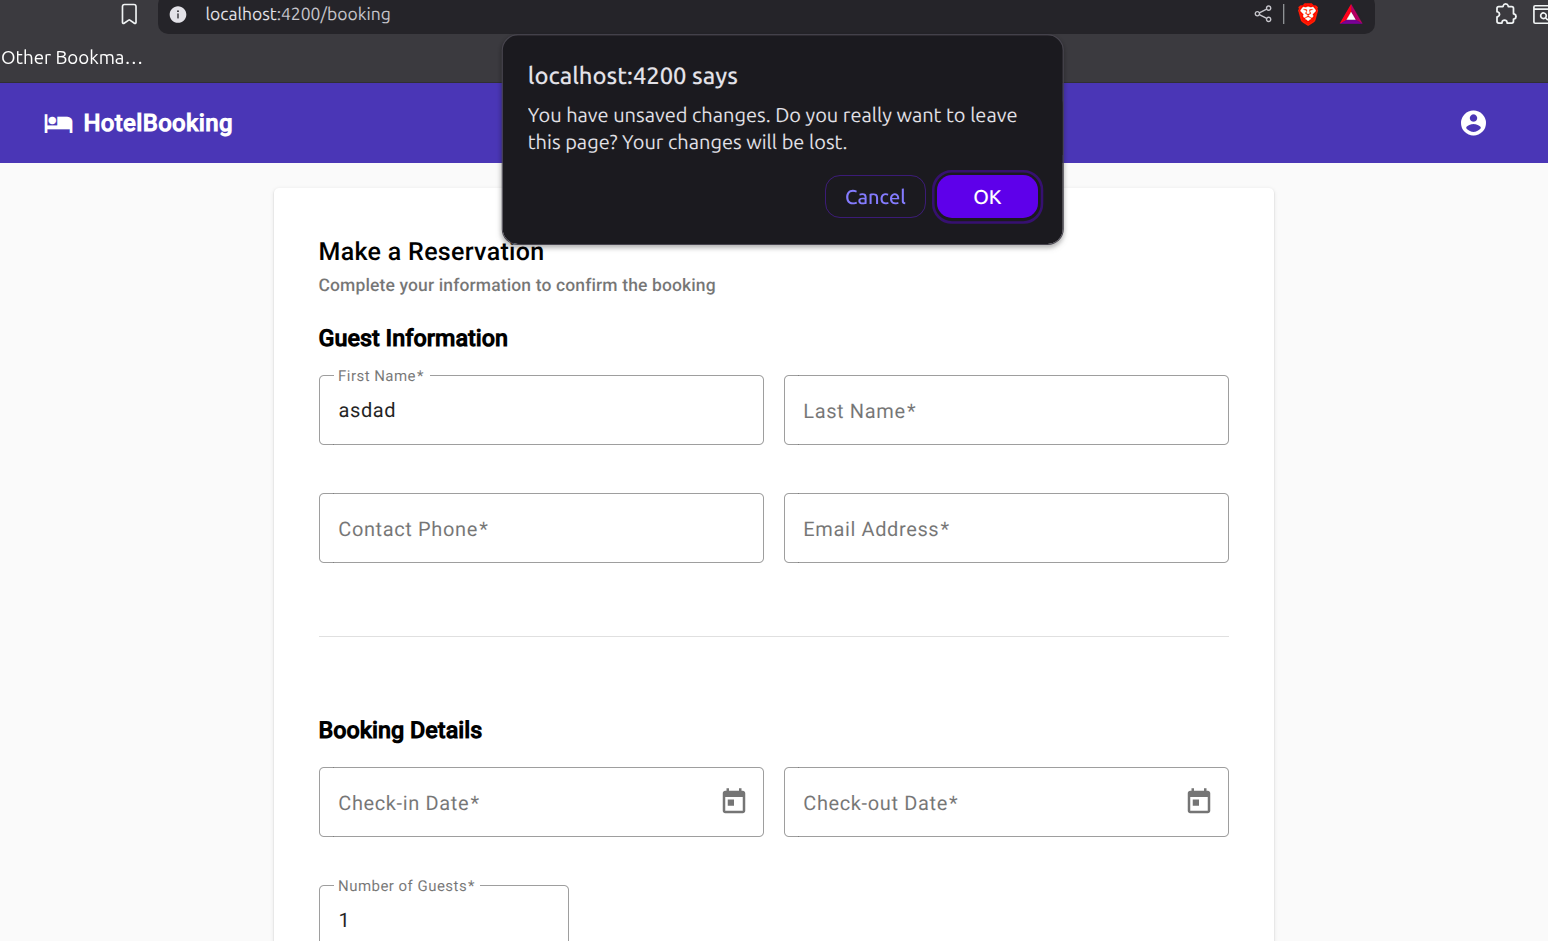 localhost:4200/booking
Other Bookma…
localhost:4200 says
You have unsaved changes. Do you really want to leave
this page? Your changes will be lost.
Cancel
OK
HotelBooking
Make a Reservation
Complete your information to confirm the booking
Guest Information
First Name*
asdad
Last Name*
Contact Phone*
Email Address*
Booking Details
Check-in Date*
Check-out Date*
Number of Guests*
1